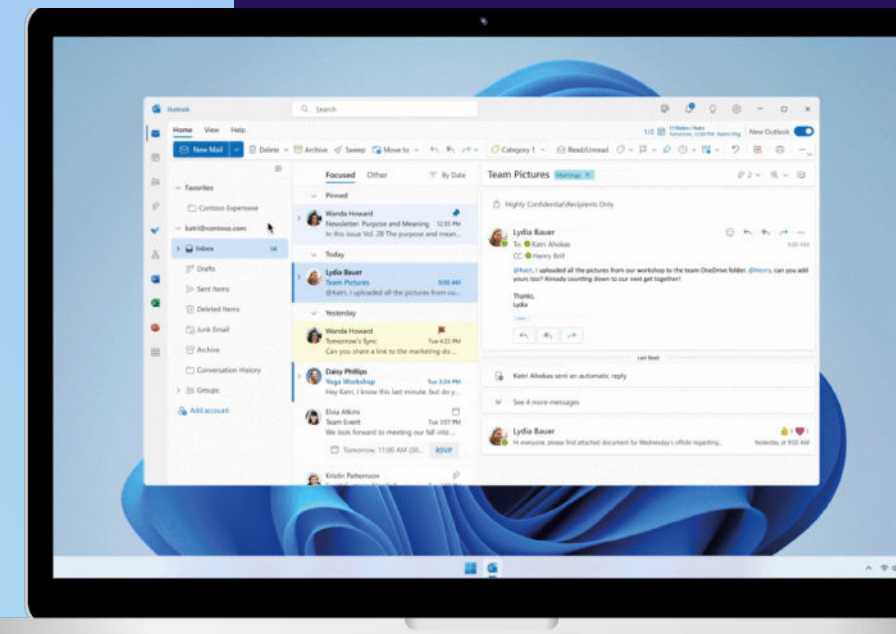 Outlook
Search
Home View Help
New Outlook
New Mail Delete Archive Sweep Move to Category 1 Read/Unread
Favorites
Contoso Expensese
katri@contoso.com
Inbox 14
Drafts
Sent Items
Deleted Items
Junk Email
Archive
Conversation History
Groups
Add account
Focused Other By Date
Pinned
Wanda Howard
Newsletter: Purpose and Meaning 12:55 PM
In this issue Vol. 28 The purpose and mean...
Today
Lydia Bauer
Team Pictures 9:00 AM
@Katri, I uploaded all the pictures from ou...
Yesterday
Wanda Howard
Tomorrow's Sync Tue 4:22 PM
Can you share a link to the marketing do ...
Daisy Phillips
Yoga Workshop Tue 3:24 PM
Hey Katri, I know this last minute, but do y...
Elvia Atkins
Team Event Tue 3:07 PM
We look forward to meeting our fall into ...
Tomorrow, 11:00 AM (30... RSVP
Kristin Patterson
Team Pictures
Highly Confidential\Recipients Only
Lydia Bauer
To: Katri Ahokas
CC: Henry Brill
9:00 AM
@Katri, I uploaded all the pictures from our workshop to the team OneDrive folder. @Henry, can you add
yours too? Already counting down to our next get together!
Thanks,
Lydia
Last Read
Katri Ahokas sent an automatic reply
See 4 more messages
Lydia Bauer
Hi everyone, please find attached document for Wednesday's offsite regarding.. Yesterday at 9:00 AM